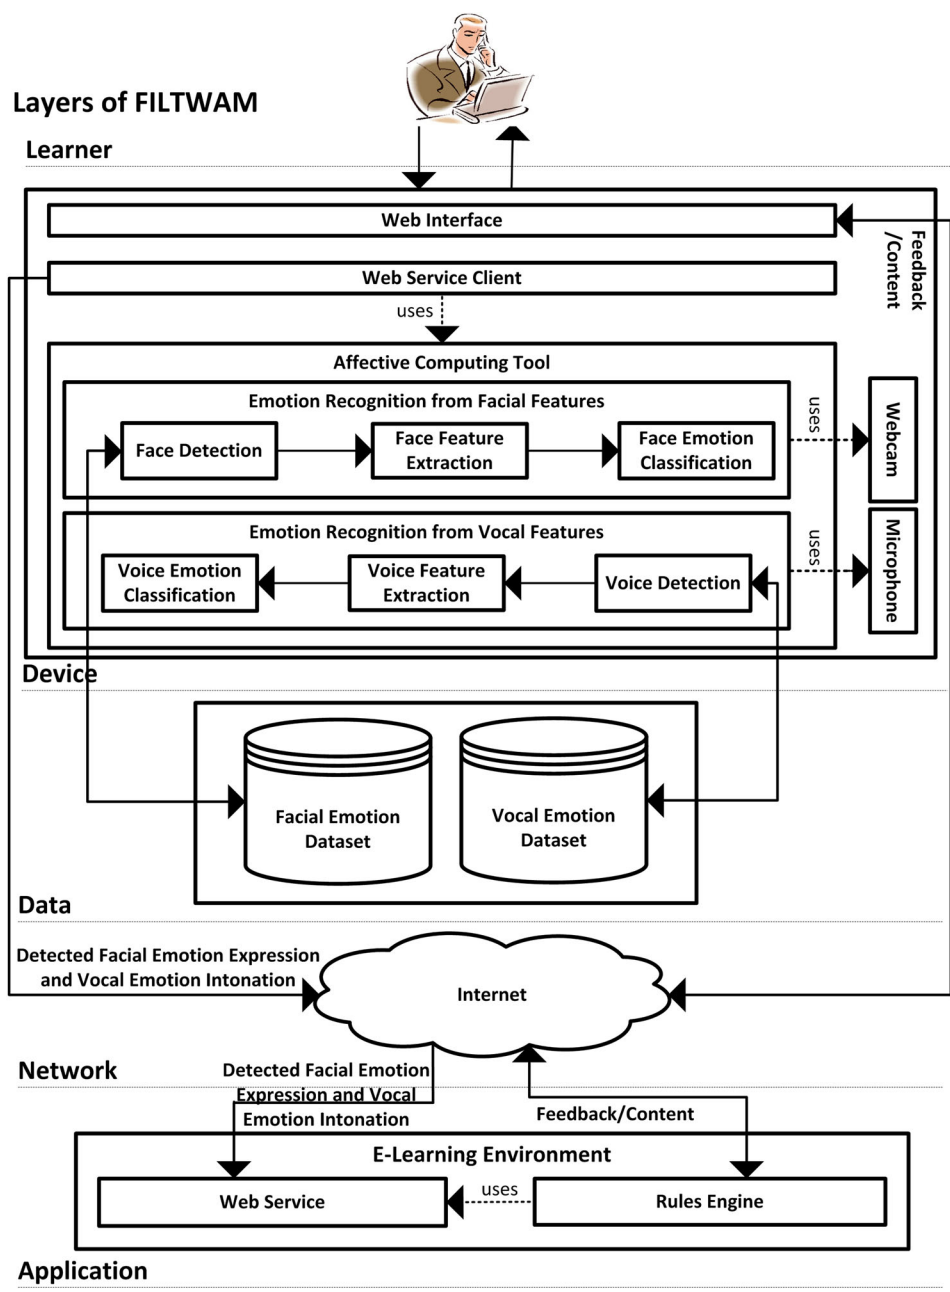 Layers of FILTWAM
Learner
Web Interface
Feedback
/Content
Web Service Client
uses
Affective Computing Tool
Emotion Recognition from Facial Features
Face Detection
Face Feature
Extraction
Face Emotion
Classification
uses
Webcam
Emotion Recognition from Vocal Features
Voice Emotion
Classification
Voice Feature
Extraction
Voice Detection
uses
Microphone
Device
Facial Emotion
Dataset
Vocal Emotion
Dataset
Data
Detected Facial Emotion Expression
and Vocal Emotion Intonation
Internet
Network
Detected Facial Emotion
Expression and Vocal
Emotion Intonation
Feedback/Content
E-Learning Environment
Web Service
uses
Rules Engine
Application